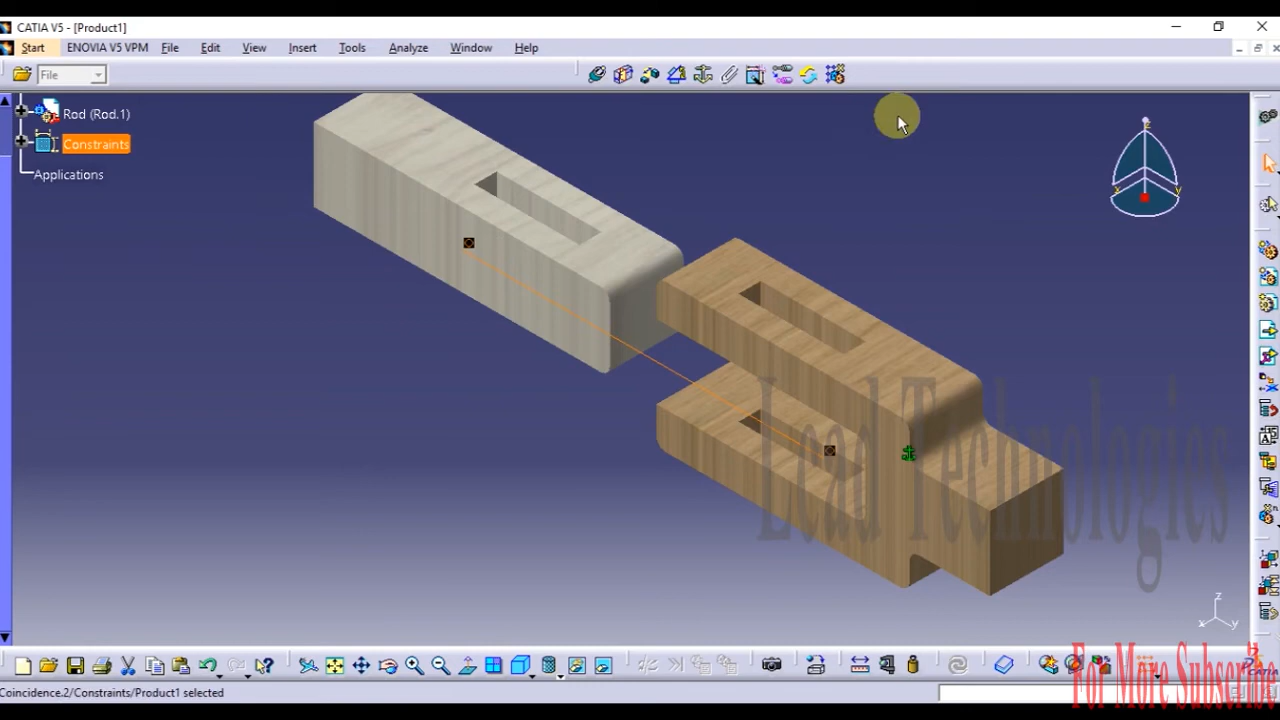 CATIA V5 - [Product1]
Start ENOVIA V5 VPM File Edit View Insert Tools Analyze Window Help
File
Rod (Rod.1)
Constraints
Applications
z
x y
Lead Technologies
z
x y
For More Subscribe
CATIA
Coincidence.2/Constraints/Product1 selected